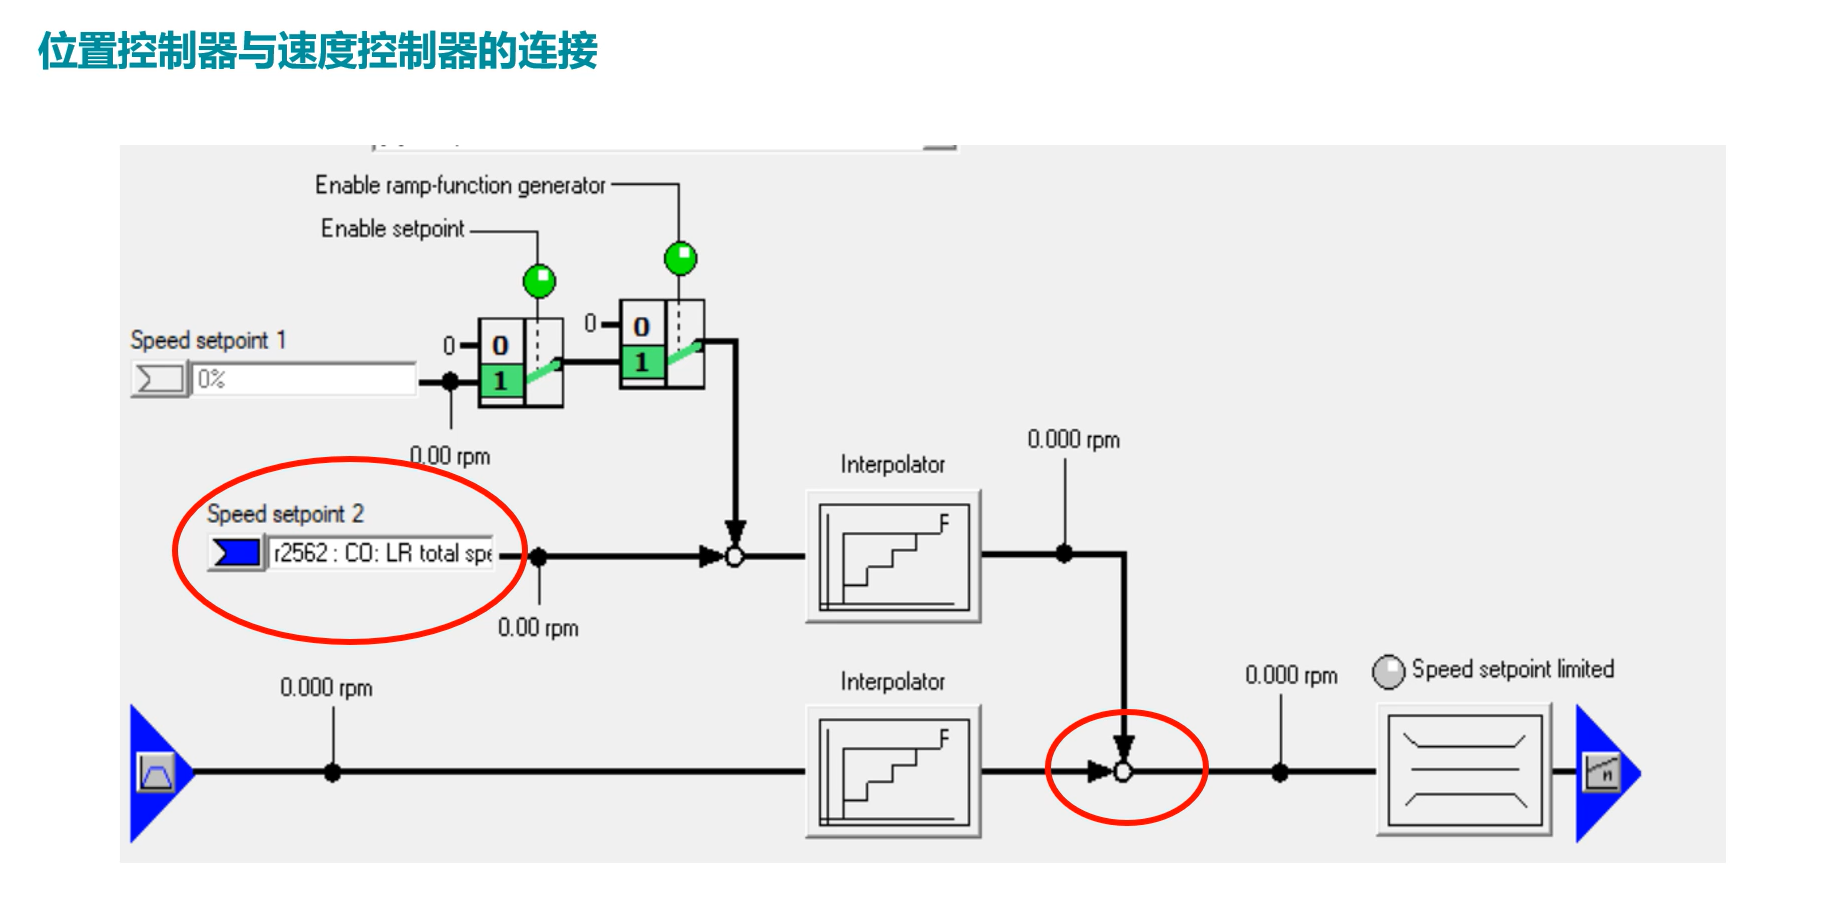 位置控制器与速度控制器的连接
Enable ramp-function generator
Enable setpoint
Speed setpoint 1
0%
0
0
1
0
0
1
0.00 rpm
Speed setpoint 2
r2562 : CO: LR total spe
0.00 rpm
Interpolator
F
0.000 rpm
0.000 rpm
Interpolator
F
0.000 rpm
Speed setpoint limited
n